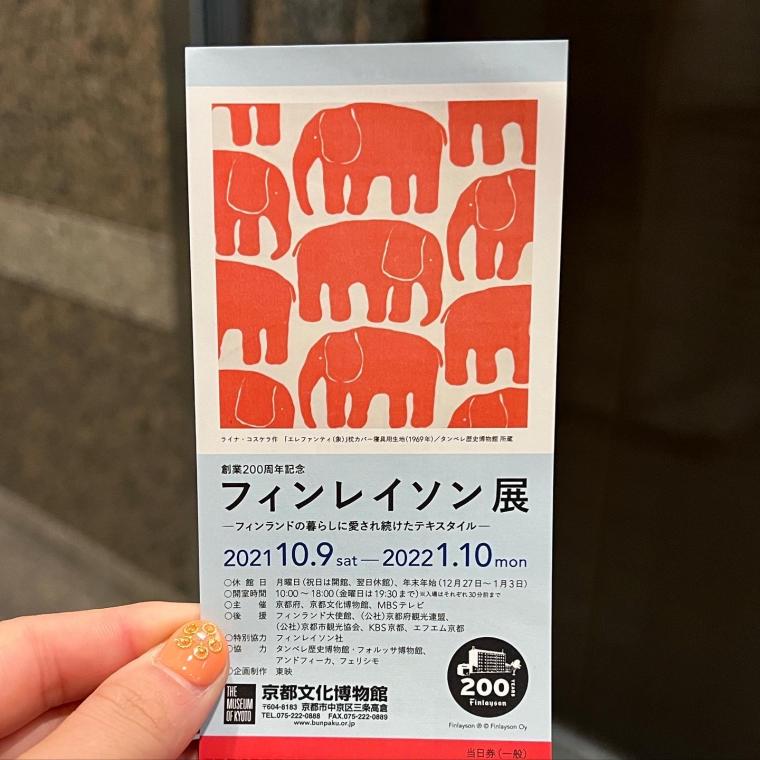 ライナ・コスケラ作 「エレファンティ(象)」枕カバー寝具用生地(1969年)／タンペレ歴史博物館 所蔵
創業200周年記念
フィンレイソン展
―フィンランドの暮らしに愛され続けたテキスタイル―
2021 10.9 sat ― 2022 1.10 mon
○休館日 月曜日(祝日は開館、翌日休館)、年末年始(12月27日～1月3日)
○開室時間 10:00～18:00(金曜日は19:30まで)※入場はそれぞれ30分前まで
○主催 京都府、京都文化博物館、MBSテレビ
○後援 フィンランド大使館、(公社)京都府観光連盟、
(公社)京都市観光協会、KBS京都、エフエム京都
○特別協力 フィンレイソン社
○協力 タンペレ歴史博物館・フォルッサ博物館、
アンドフィーカ、フェリシモ
○企画制作 東映
THE MUSEUM OF KYOTO
京都文化博物館
〒604-8183 京都市中京区三条高倉
TEL.075-222-0888 FAX.075-222-0889
www.bunpaku.or.jp
200 YEARS
Finlayson
Finlayson ® © Finlayson Oy
当日券(一般)